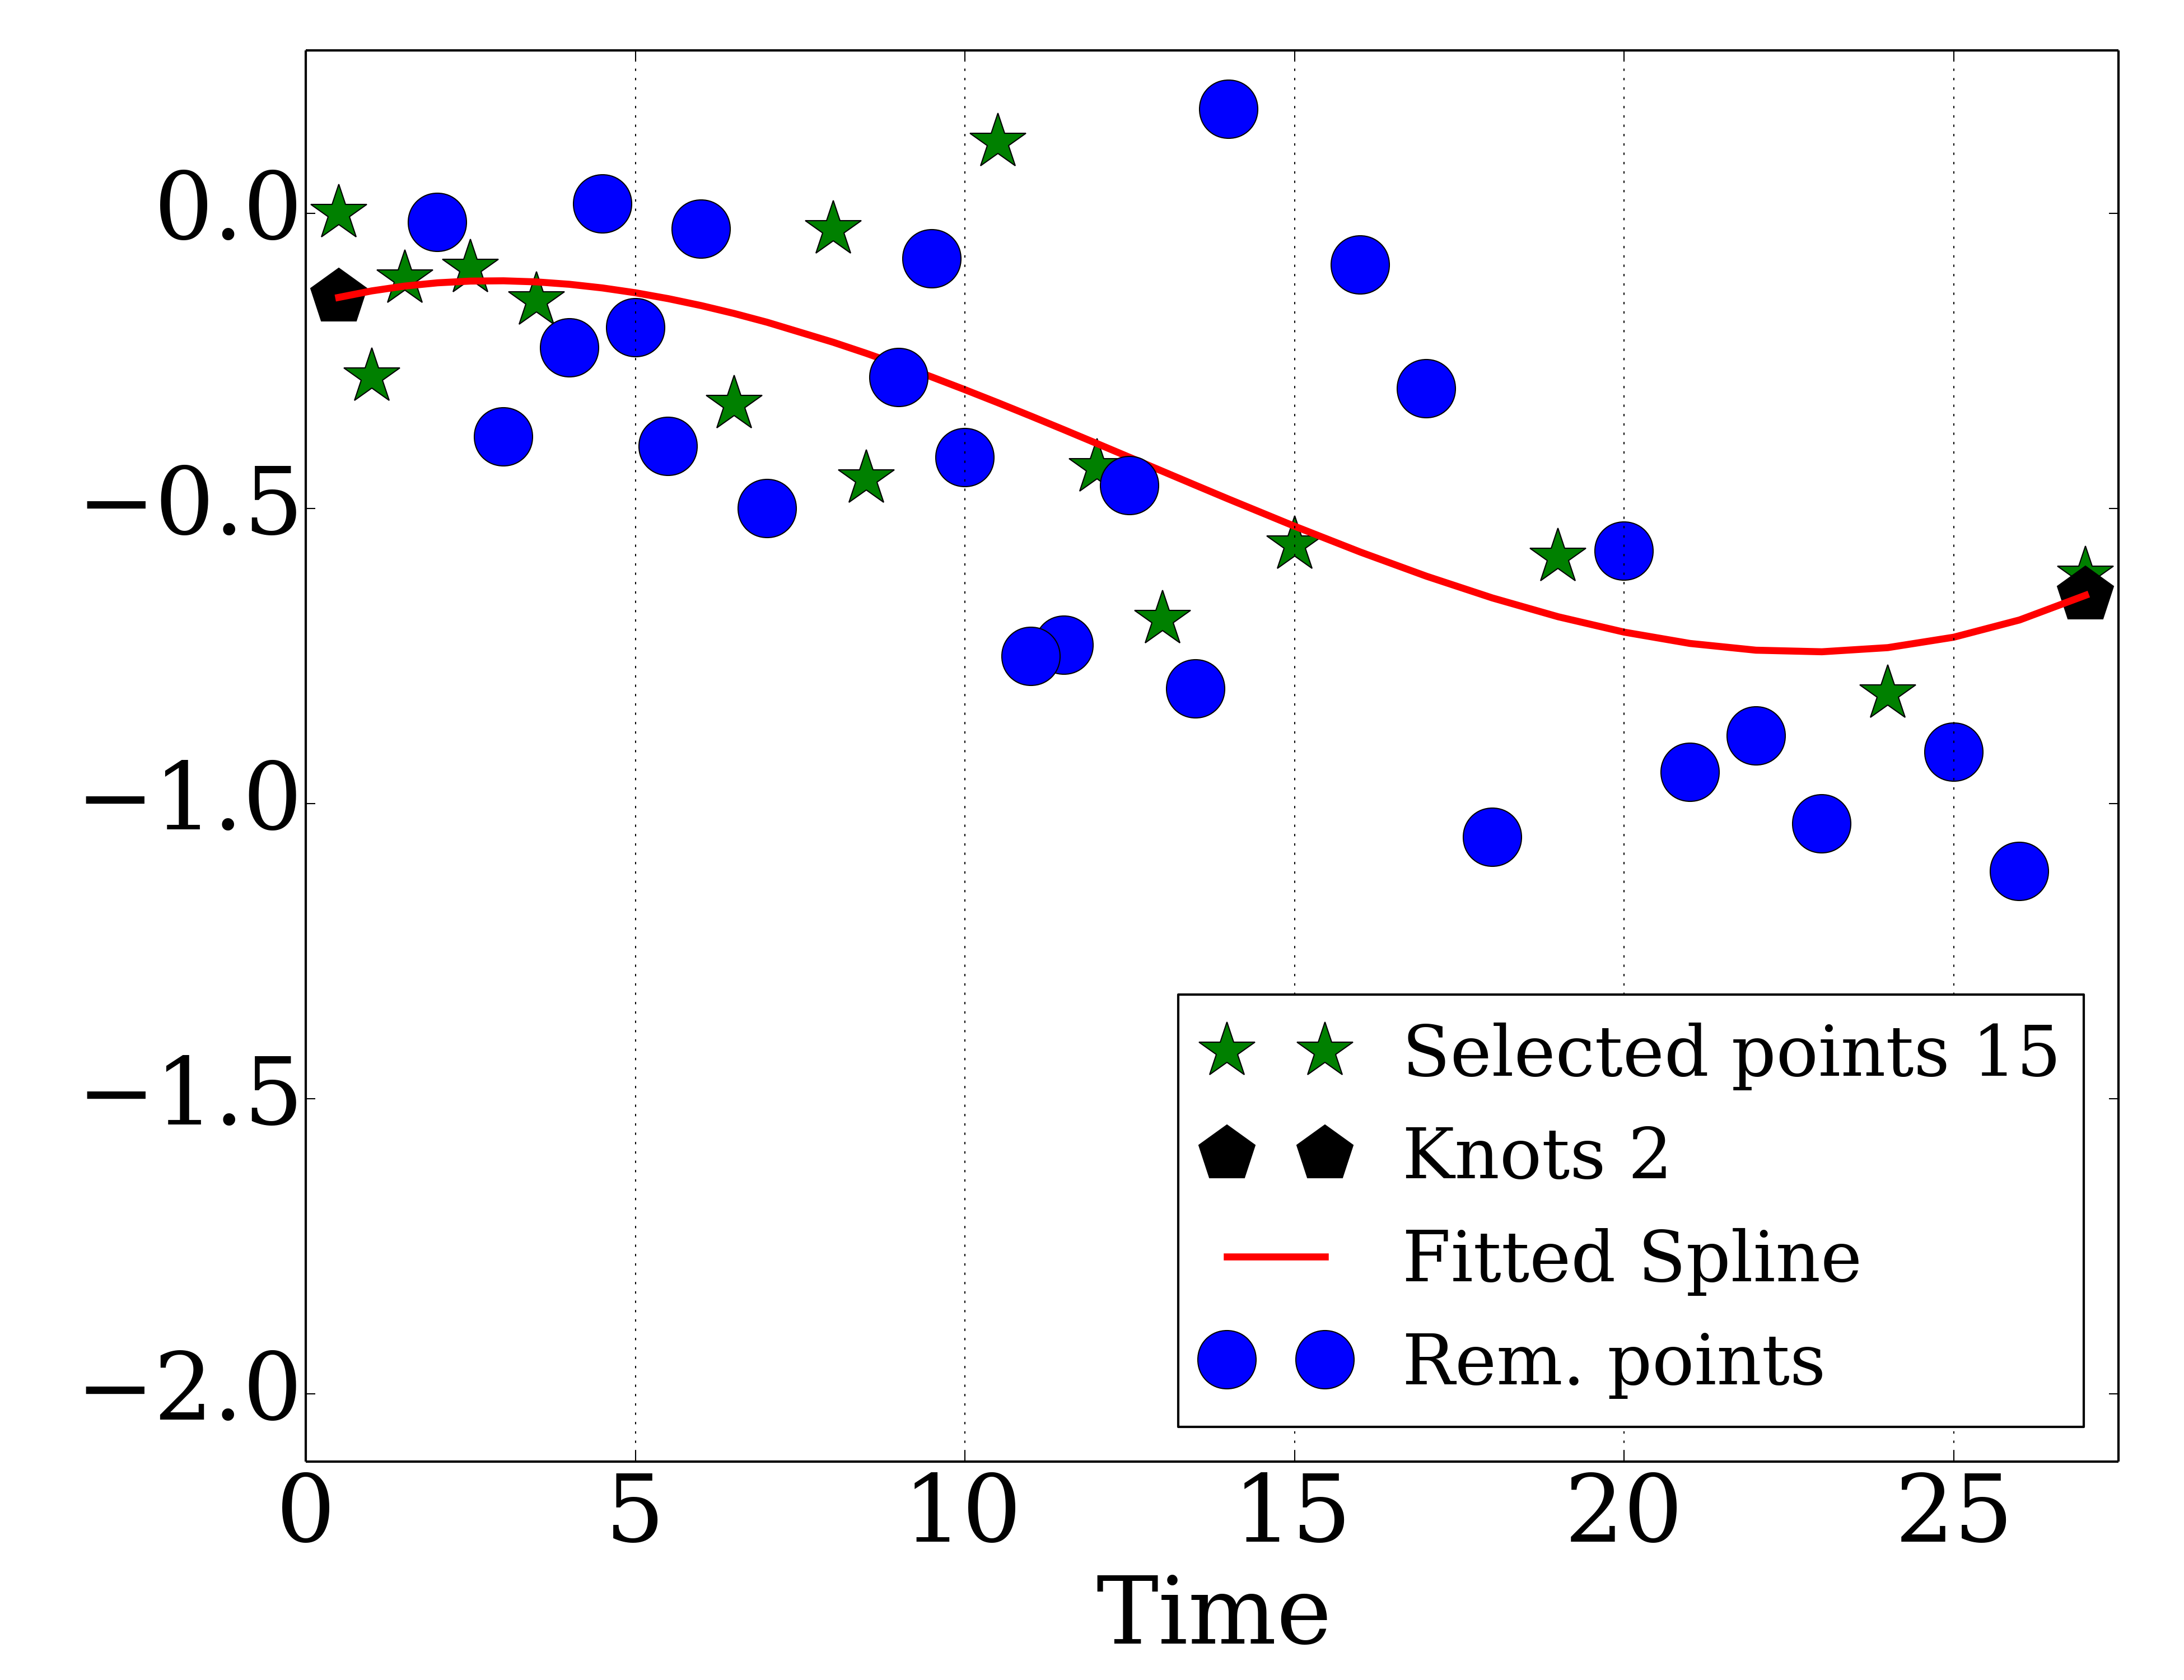 0.0
−0.5
−1.0
−1.5
−2.0
Selected points 15
Knots 2
Fitted Spline
Rem. points
0 5 10 15 20 25
Time